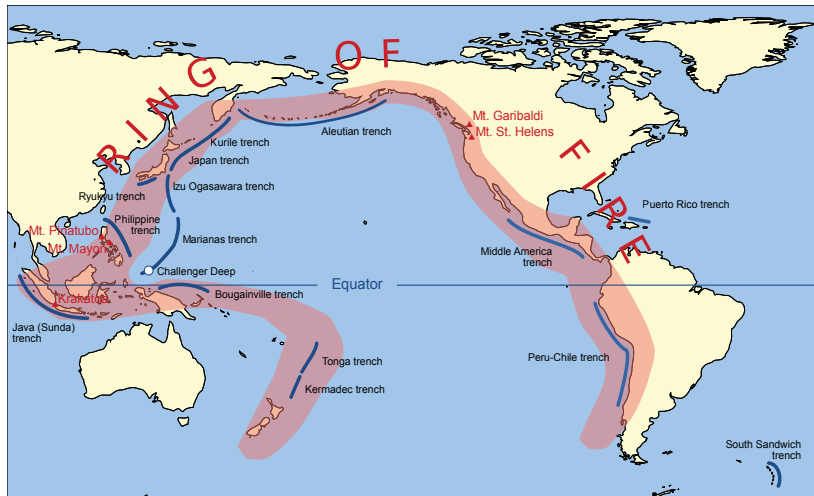 RING OF FIRE
Mt. Garibaldi
Mt. St. Helens
Aleutian trench
Kurile trench
Japan trench
Izu Ogasawara trench
Ryukyu trench
Puerto Rico trench
Philippine
trench
Mt. Pinatubo
Mt. Mayon
Marianas trench
Middle America
trench
Challenger Deep
Equator
Bougainville trench
Krakatoa
Java (Sunda)
trench
Peru-Chile trench
Tonga trench
Kermadec trench
South Sandwich
trench